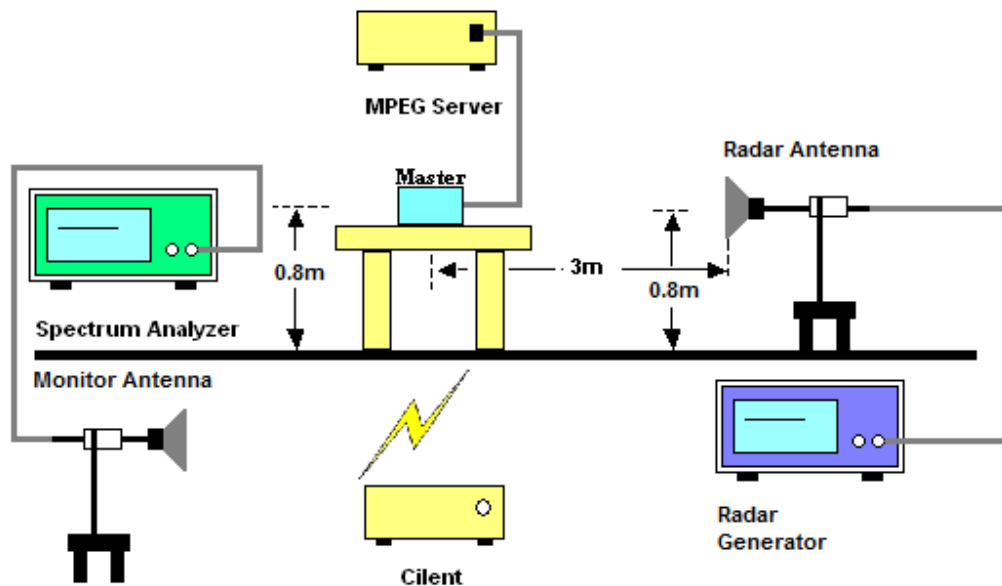 MPEG Server
Radar Antenna
Master
0.8m
3m
0.8m
Spectrum Analyzer
Monitor Antenna
Radar
Generator
Cilent